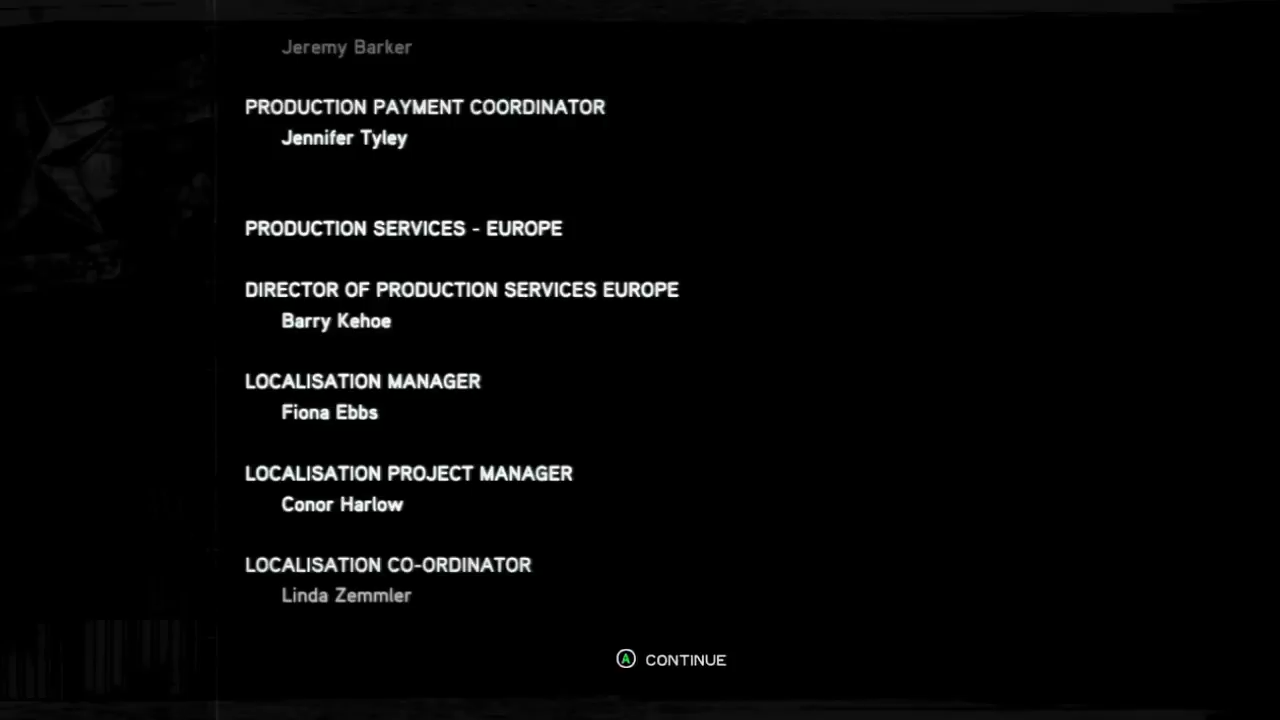 Jeremy Barker
PRODUCTION PAYMENT COORDINATOR
Jennifer Tyley
PRODUCTION SERVICES - EUROPE
DIRECTOR OF PRODUCTION SERVICES EUROPE
Barry Kehoe
LOCALISATION MANAGER
Fiona Ebbs
LOCALISATION PROJECT MANAGER
Conor Harlow
LOCALISATION CO-ORDINATOR
Linda Zemmler
A CONTINUE